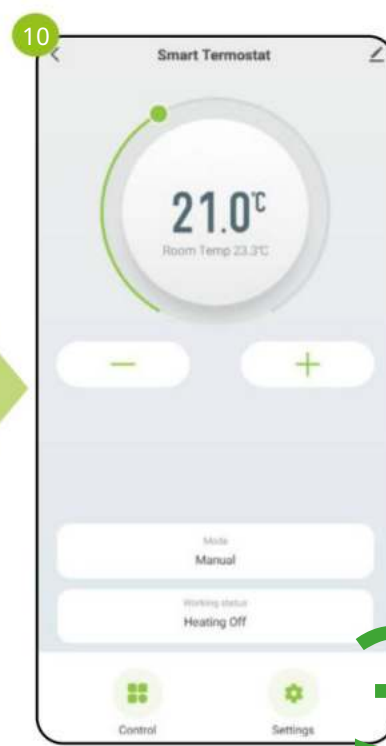 10
Smart Termostat
21.0℃
Room Temp 23.3℃
Mode
Manual
Working status
Heating Off
Control
Settings